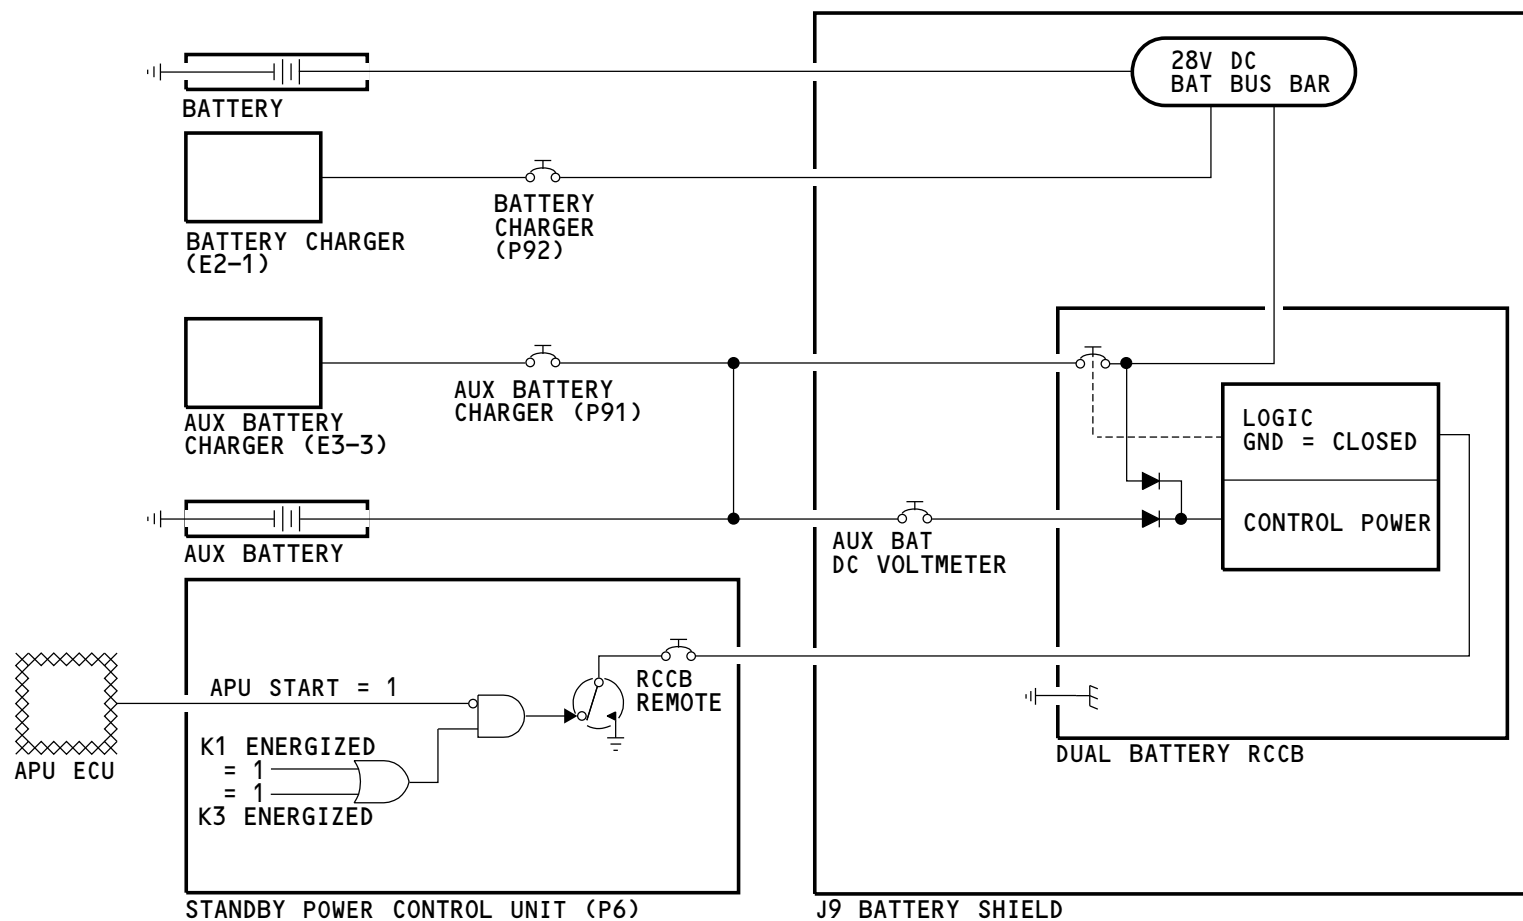 28V DC
BAT BUS BAR
BATTERY
BATTERY CHARGER
(E2-1)
BATTERY
CHARGER
(P92)
AUX BATTERY
CHARGER (E3-3)
AUX BATTERY
CHARGER (P91)
LOGIC
GND = CLOSED
CONTROL POWER
AUX BATTERY
AUX BAT
DC VOLTMETER
APU START = 1
RCCB
REMOTE
K1 ENERGIZED
= 1
= 1
K3 ENERGIZED
APU ECU
DUAL BATTERY RCCB
STANDBY POWER CONTROL UNIT (P6)
J9 BATTERY SHIELD